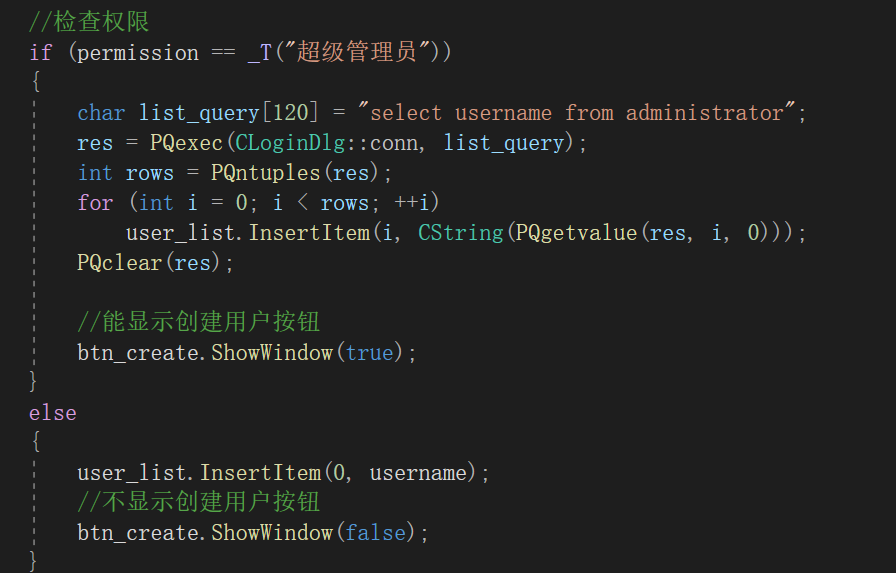 //检查权限
if (permission == _T("超级管理员"))
{
char list_query[120] = "select username from administrator";
res = PQexec(CLoginDlg::conn, list_query);
int rows = PQntuples(res);
for (int i = 0; i < rows; ++i)
user_list.InsertItem(i, CString(PQgetvalue(res, i, 0)));
PQclear(res);
//能显示创建用户按钮
btn_create.ShowWindow(true);
}
else
{
user_list.InsertItem(0, username);
//不显示创建用户按钮
btn_create.ShowWindow(false);
}